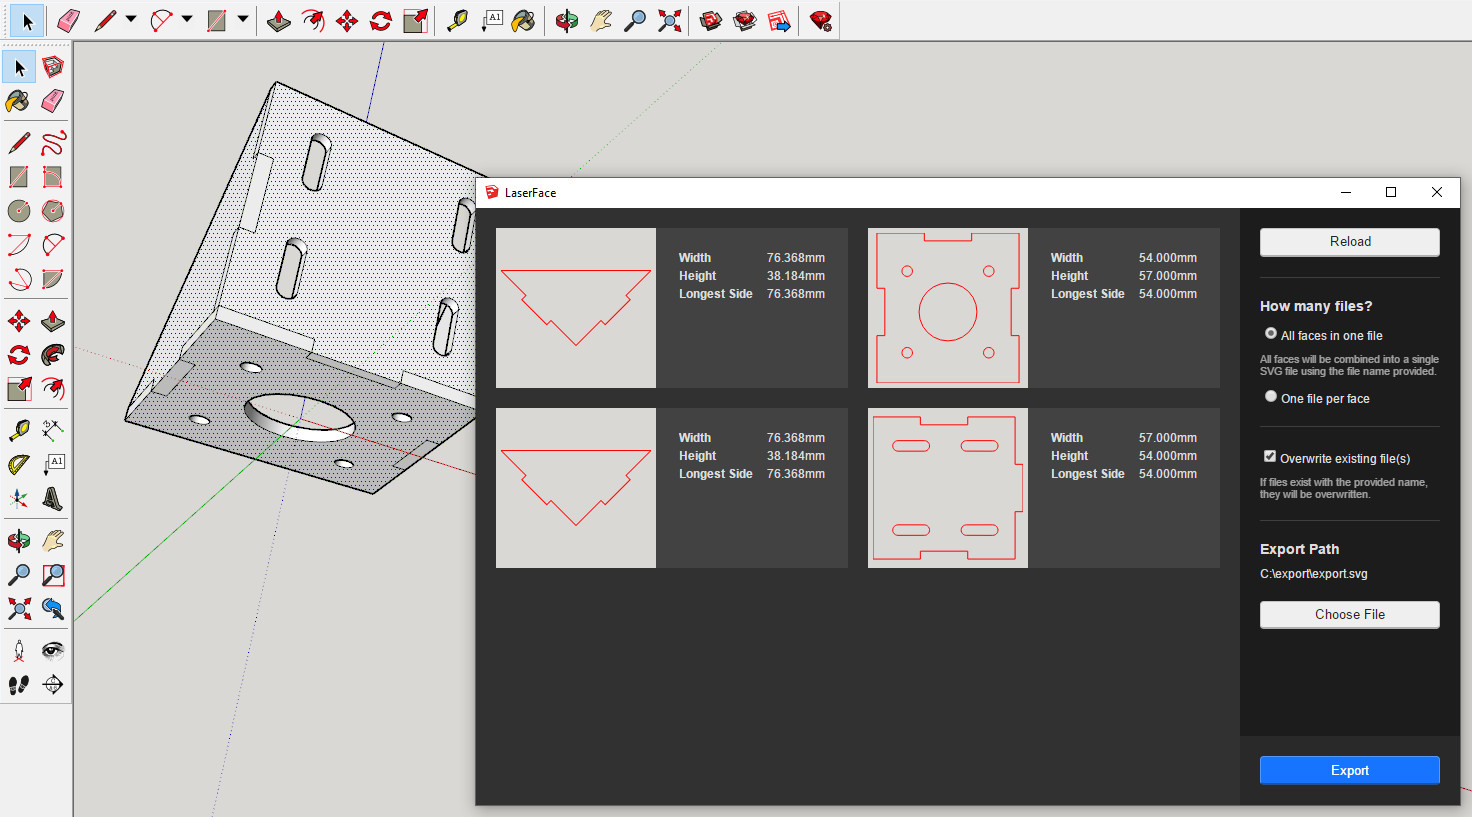 A1
LaserFace
Width 76.368mm
Height 38.184mm
Longest Side 76.368mm
Width 54.000mm
Height 57.000mm
Longest Side 54.000mm
Width 76.368mm
Height 38.184mm
Longest Side 76.368mm
Width 57.000mm
Height 54.000mm
Longest Side 54.000mm
Reload
How many files?
All faces in one file
All faces will be combined into a single
SVG file using the file name provided.
One file per face
Overwrite existing file(s)
If files exist with the provided name,
they will be overwritten.
Export Path
C:\export\export.svg
Choose File
Export
A1